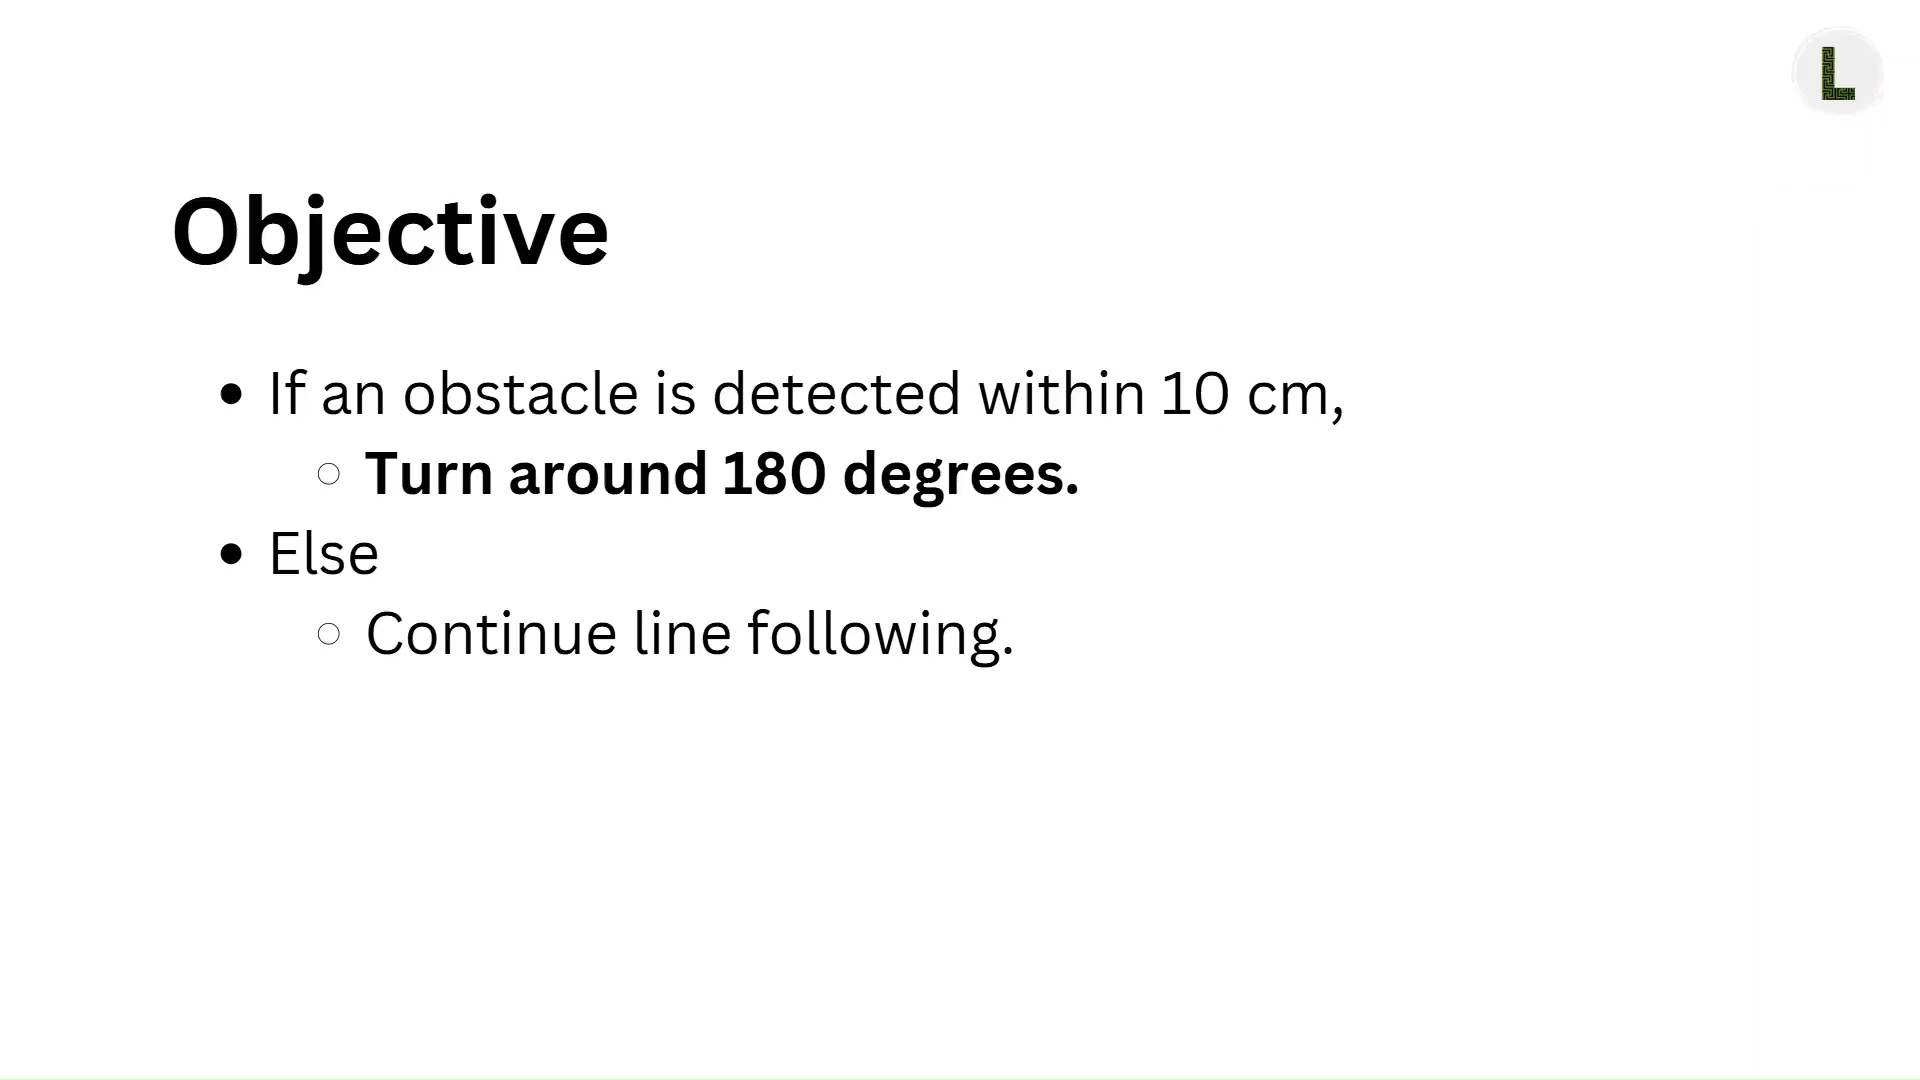 L
Objective
If an obstacle is detected within 10 cm,
Turn around 180 degrees.
Else
Continue line following.